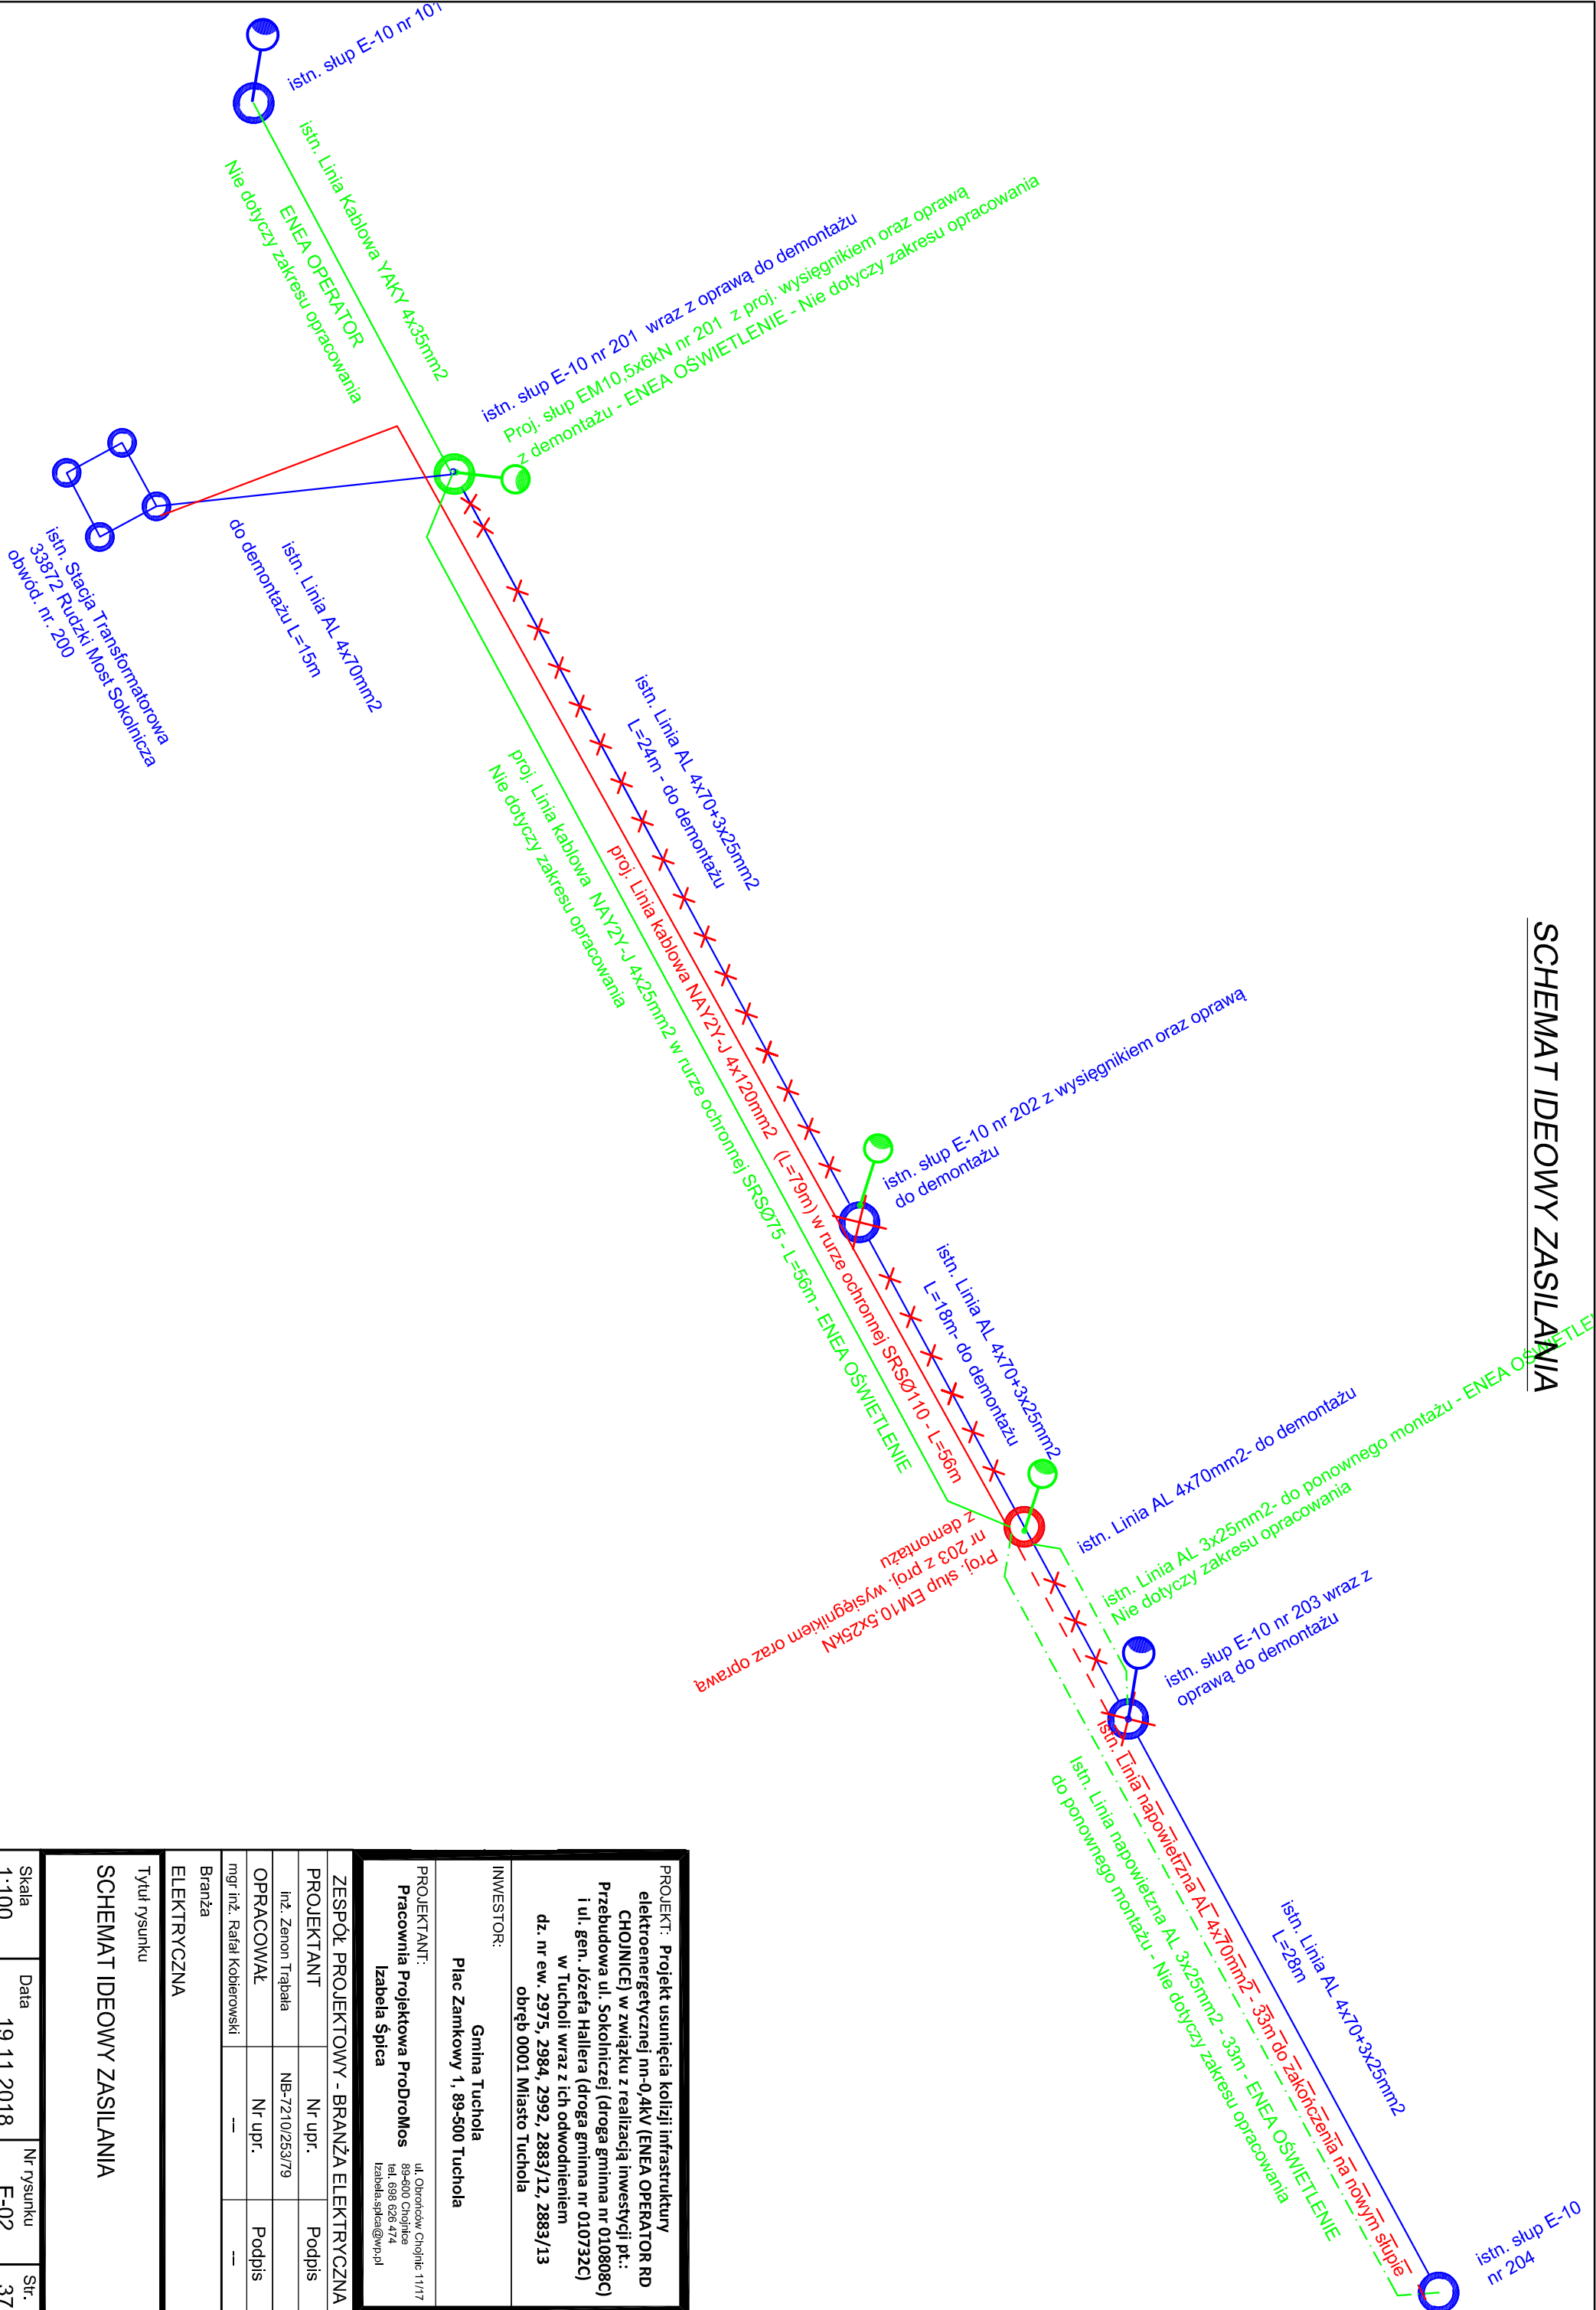 SCHEMAT IDEOWY ZASILANIA
istn. słup E-10 nr 101
istn. Linia Kablowa YAKY 4x35mm2
ENEA OPERATOR
Nie dotyczy zakresu opracowania
istn. słup E-10 nr 201 wraz z oprawą do demontażu
Proj. słup EM10,5x6kN nr 201 z proj. wysięgnikiem oraz oprawą
z demontażu - ENEA OŚWIETLENIE - Nie dotyczy zakresu opracowania
istn. Linia AL 4x70mm2
do demontażu L=15m
istn. Stacja Transformatorowa
33872 Rudzki Most Sokolnicza
obwód. nr. 200
istn. Linia AL 4x70+3x25mm2
L=24m - do demontażu
proj. Linia kablowa NAY2Y-J 4x120mm2 (L=79m) w rurze ochronnej SRSØ110 - L=56m
proj. Linia kablowa NAY2Y-J 4x25mm2 w rurze ochronnej SRSØ75 - L=56m - ENEA OŚWIETLENIE
Nie dotyczy zakresu opracowania
istn. słup E-10 nr 202 z wysięgnikiem oraz oprawą
do demontażu
istn. Linia AL 4x70+3x25mm2
L=18m- do demontażu
Proj. słup EM10,5x25kN
nr 203 z proj. wysięgnikiem oraz oprawą
z demontażu
istn. Linia AL 4x70mm2- do demontażu
istn. Linia AL 3x25mm2- do ponownego montażu - ENEA OŚWIETLE
Nie dotyczy zakresu opracowania
istn. słup E-10 nr 203 wraz z
oprawą do demontażu
istn. Linia napowietrzna AL 4x70mm2 - 33m do zakończenia na nowym słupie
Istn. Linia napowietzna AL 3x25mm2 - 33m - ENEA OŚWIETLENIE
do ponownego montażu - Nie dotyczy zakresu opracowania
istn. Linia AL 4x70+3x25mm2
L=28m
istn. słup E-10
nr 204
PROJEKT: Projekt usunięcia kolizji infrastruktury
elektroenergetycznej nn-0,4kV (ENEA OPERATOR RD
CHOJNICE) w związku z realizacją inwestycji pt.:
Przebudowa ul. Sokolniczej (droga gminna nr 010808C)
i ul. gen. Józefa Hallera (droga gminna nr 010732C)
w Tucholi wraz z ich odwodnieniem
dz. nr ew. 2975, 2984, 2992, 2883/12, 2883/13
obręb 0001 Miasto Tuchola
INWESTOR:
Gmina Tuchola
Plac Zamkowy 1, 89-500 Tuchola
PROJEKTANT:
Pracownia Projektowa ProDroMos
Izabela Śpica
ul. Obrońców Chojnic 11/17
89-600 Chojnice
tel. 698 626 474
izabela.spica@wp.pl
ZESPÓŁ PROJEKTOWY - BRANŻA ELEKTRYCZNA
PROJEKTANT Nr upr. Podpis
inż. Zenon Trąbała NB-7210/253/79
OPRACOWAŁ Nr upr. Podpis
mgr inż. Rafał Kobierowski --- ---
Branża
ELEKTRYCZNA
Tytuł rysunku
SCHEMAT IDEOWY ZASILANIA
Skala Data Nr rysunku Str.
1:100 19.11.2018 E-02 37